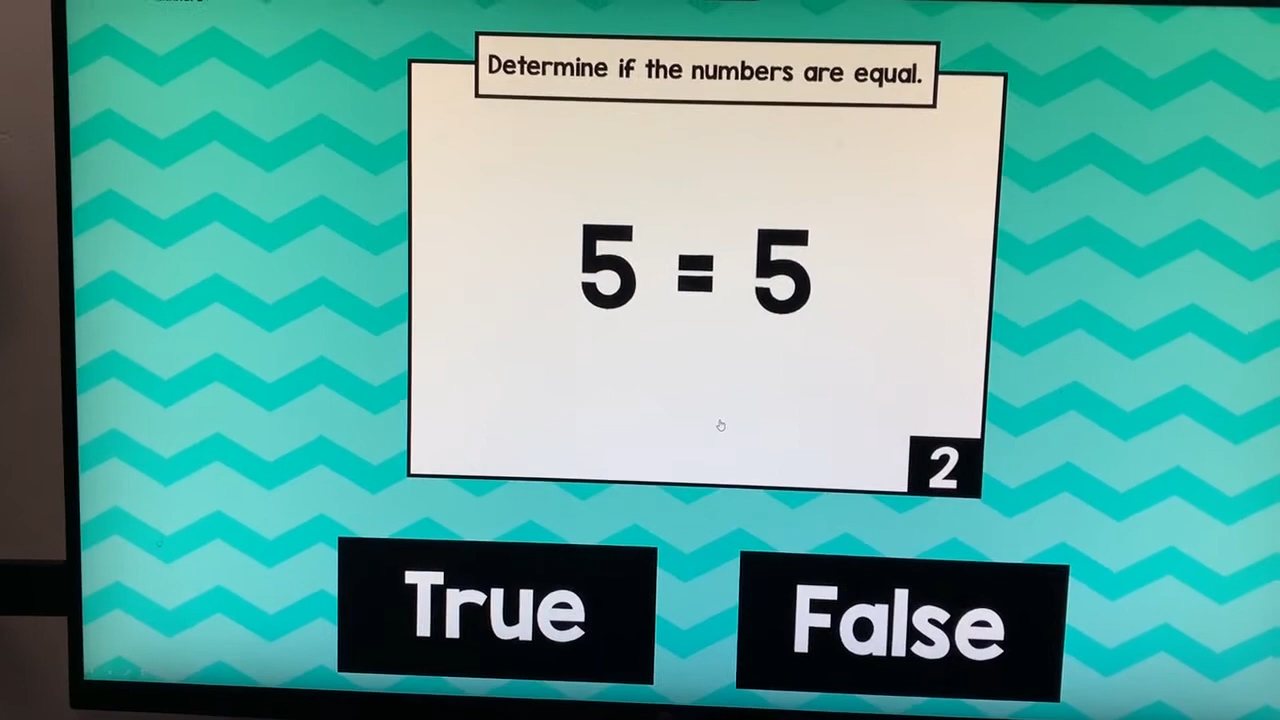 Determine if the numbers are equal.
5 = 5
2
True
False